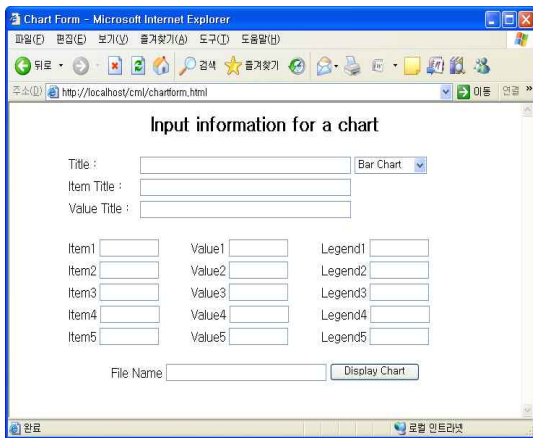 Chart Form - Microsoft Internet Explorer
파일(F) 편집(E) 보기(V) 즐겨찾기(A) 도구(T) 도움말(H)
뒤로 검색 즐겨찾기
주소(D) http://localhost/cml/chartform.html 이동 연결 »
Input information for a chart
Title : Bar Chart
Item Title :
Value Title :
Item1 Value1 Legend1
Item2 Value2 Legend2
Item3 Value3 Legend3
Item4 Value4 Legend4
Item5 Value5 Legend5
File Name Display Chart
완료 로컬 인트라넷